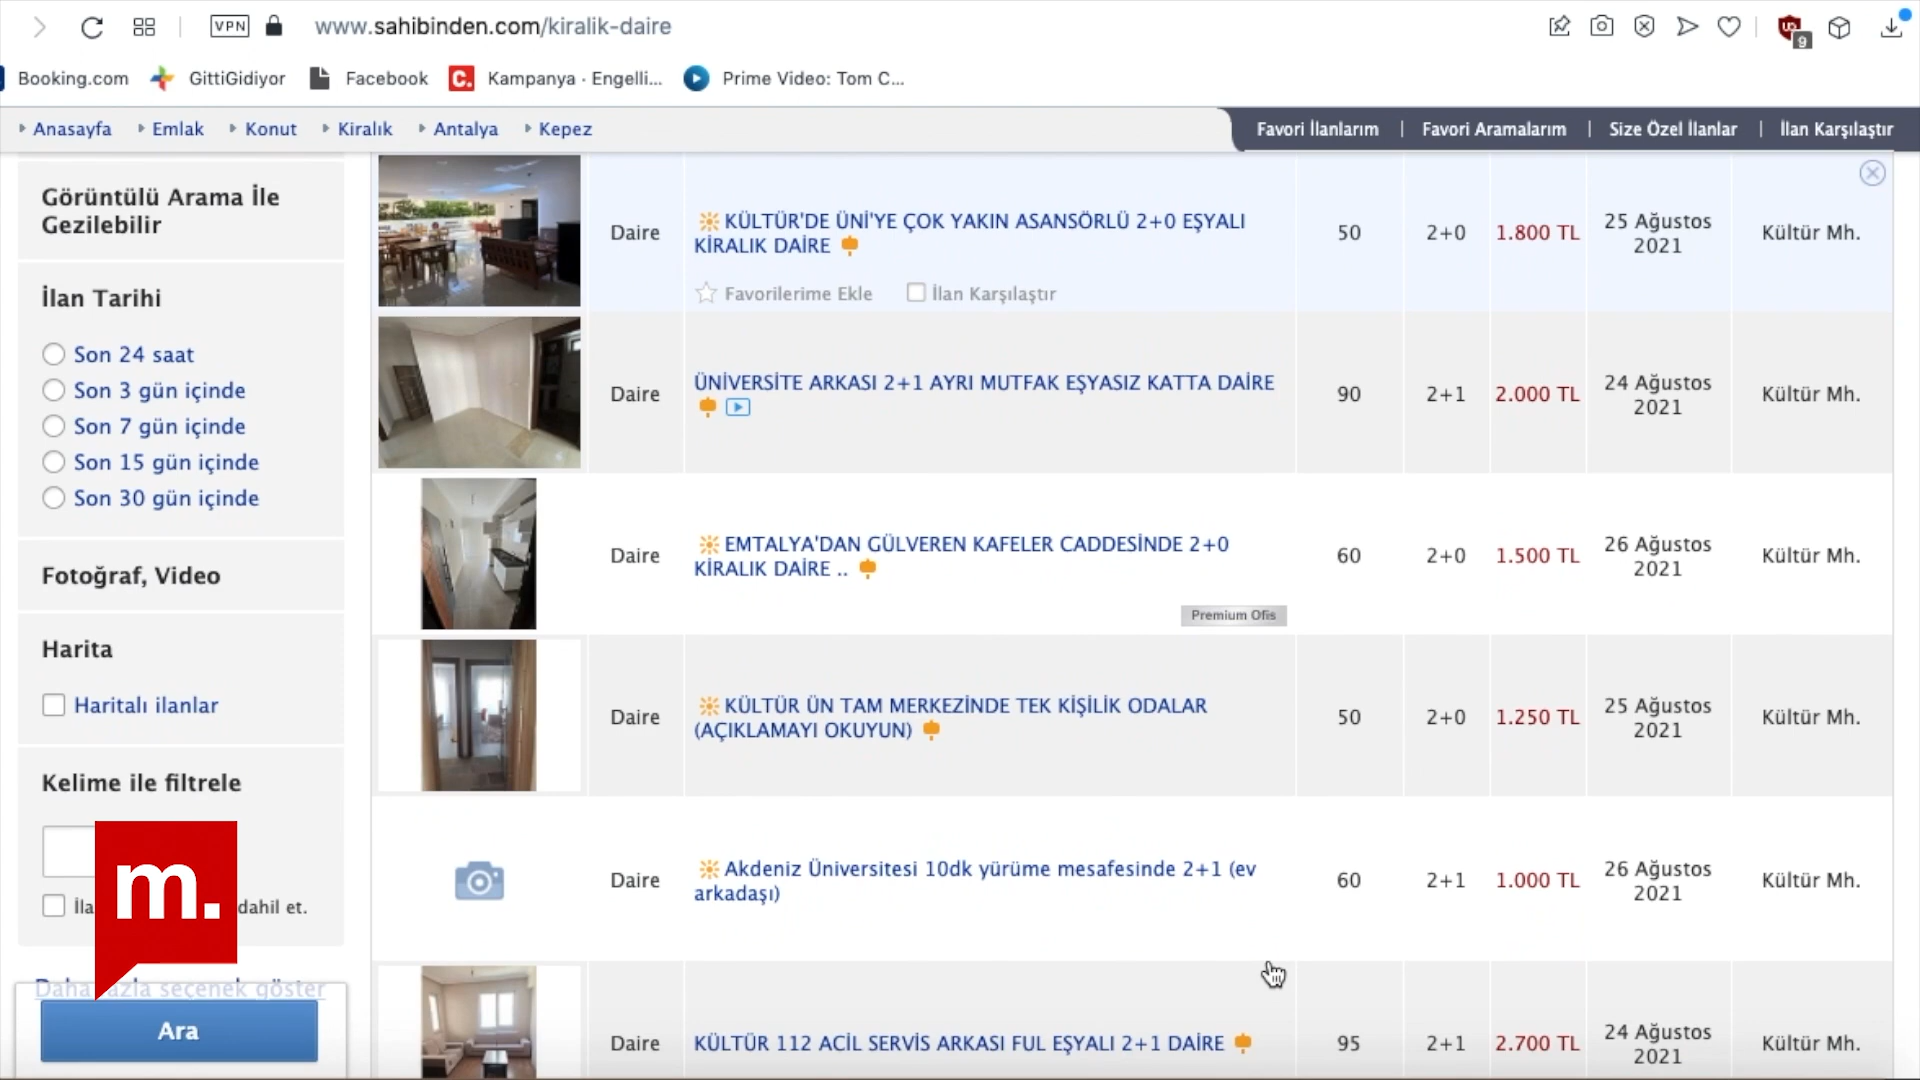 VPN
www.sahibinden.com/kiralik-daire
9
Booking.com
GittiGidiyor
Facebook
Kampanya · Engelli...
Prime Video: Tom C...
Anasayfa
Emlak
Konut
Kiralık
Antalya
Kepez
Favori İlanlarım
Favori Aramalarım
Size Özel İlanlar
İlan Karşılaştır
Görüntülü Arama İle
Gezilebilir
İlan Tarihi
Son 24 saat
Son 3 gün içinde
Son 7 gün içinde
Son 15 gün içinde
Son 30 gün içinde
Fotoğraf, Video
Harita
Haritalı ilanlar
Kelime ile filtrele
dahil et.
m.
seçenek göster
Ara
Daire
KÜLTÜR'DE ÜNİ'YE ÇOK YAKIN ASANSÖRLÜ 2+0 EŞYALI
KİRALIK DAİRE
Favorilerime Ekle
İlan Karşılaştır
50
2+0
1.800 TL
25 Ağustos
2021
Kültür Mh.
Daire
ÜNİVERSİTE ARKASI 2+1 AYRI MUTFAK EŞYASIZ KATTA DAİRE
90
2+1
2.000 TL
24 Ağustos
2021
Kültür Mh.
Daire
EMTALYA'DAN GÜLVEREN KAFELER CADDESİNDE 2+0
KİRALIK DAİRE ..
Premium Ofis
60
2+0
1.500 TL
26 Ağustos
2021
Kültür Mh.
Daire
KÜLTÜR ÜN TAM MERKEZİNDE TEK KİŞİLİK ODALAR
(AÇIKLAMAYI OKUYUN)
50
2+0
1.250 TL
25 Ağustos
2021
Kültür Mh.
Daire
Akdeniz Üniversitesi 10dk yürüme mesafesinde 2+1 (ev
arkadaşı)
60
2+1
1.000 TL
26 Ağustos
2021
Kültür Mh.
Daire
KÜLTÜR 112 ACİL SERVİS ARKASI FUL EŞYALI 2+1 DAİRE
95
2+1
2.700 TL
24 Ağustos
2021
Kültür Mh.